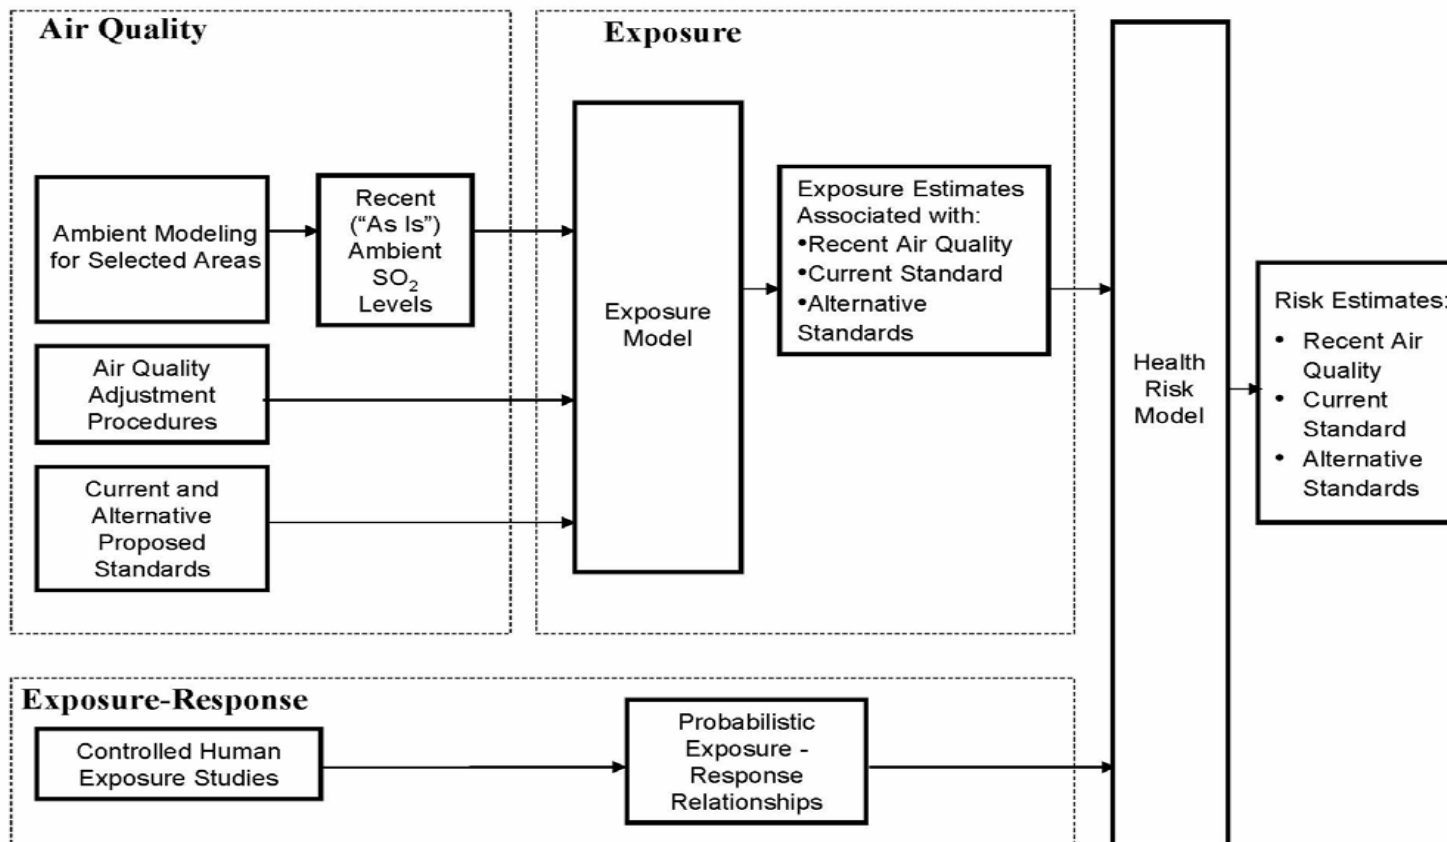 Air Quality
Exposure
Ambient Modeling
for Selected Areas
Recent
(“As Is”)
Ambient
SO2
Levels
Air Quality
Adjustment
Procedures
Current and
Alternative
Proposed
Standards
Exposure
Model
Exposure Estimates
Associated with:
•Recent Air Quality
•Current Standard
•Alternative
Standards
Health
Risk
Model
Risk Estimates:
• Recent Air
Quality
• Current
Standard
• Alternative
Standards
Exposure-Response
Controlled Human
Exposure Studies
Probabilistic
Exposure -
Response
Relationships